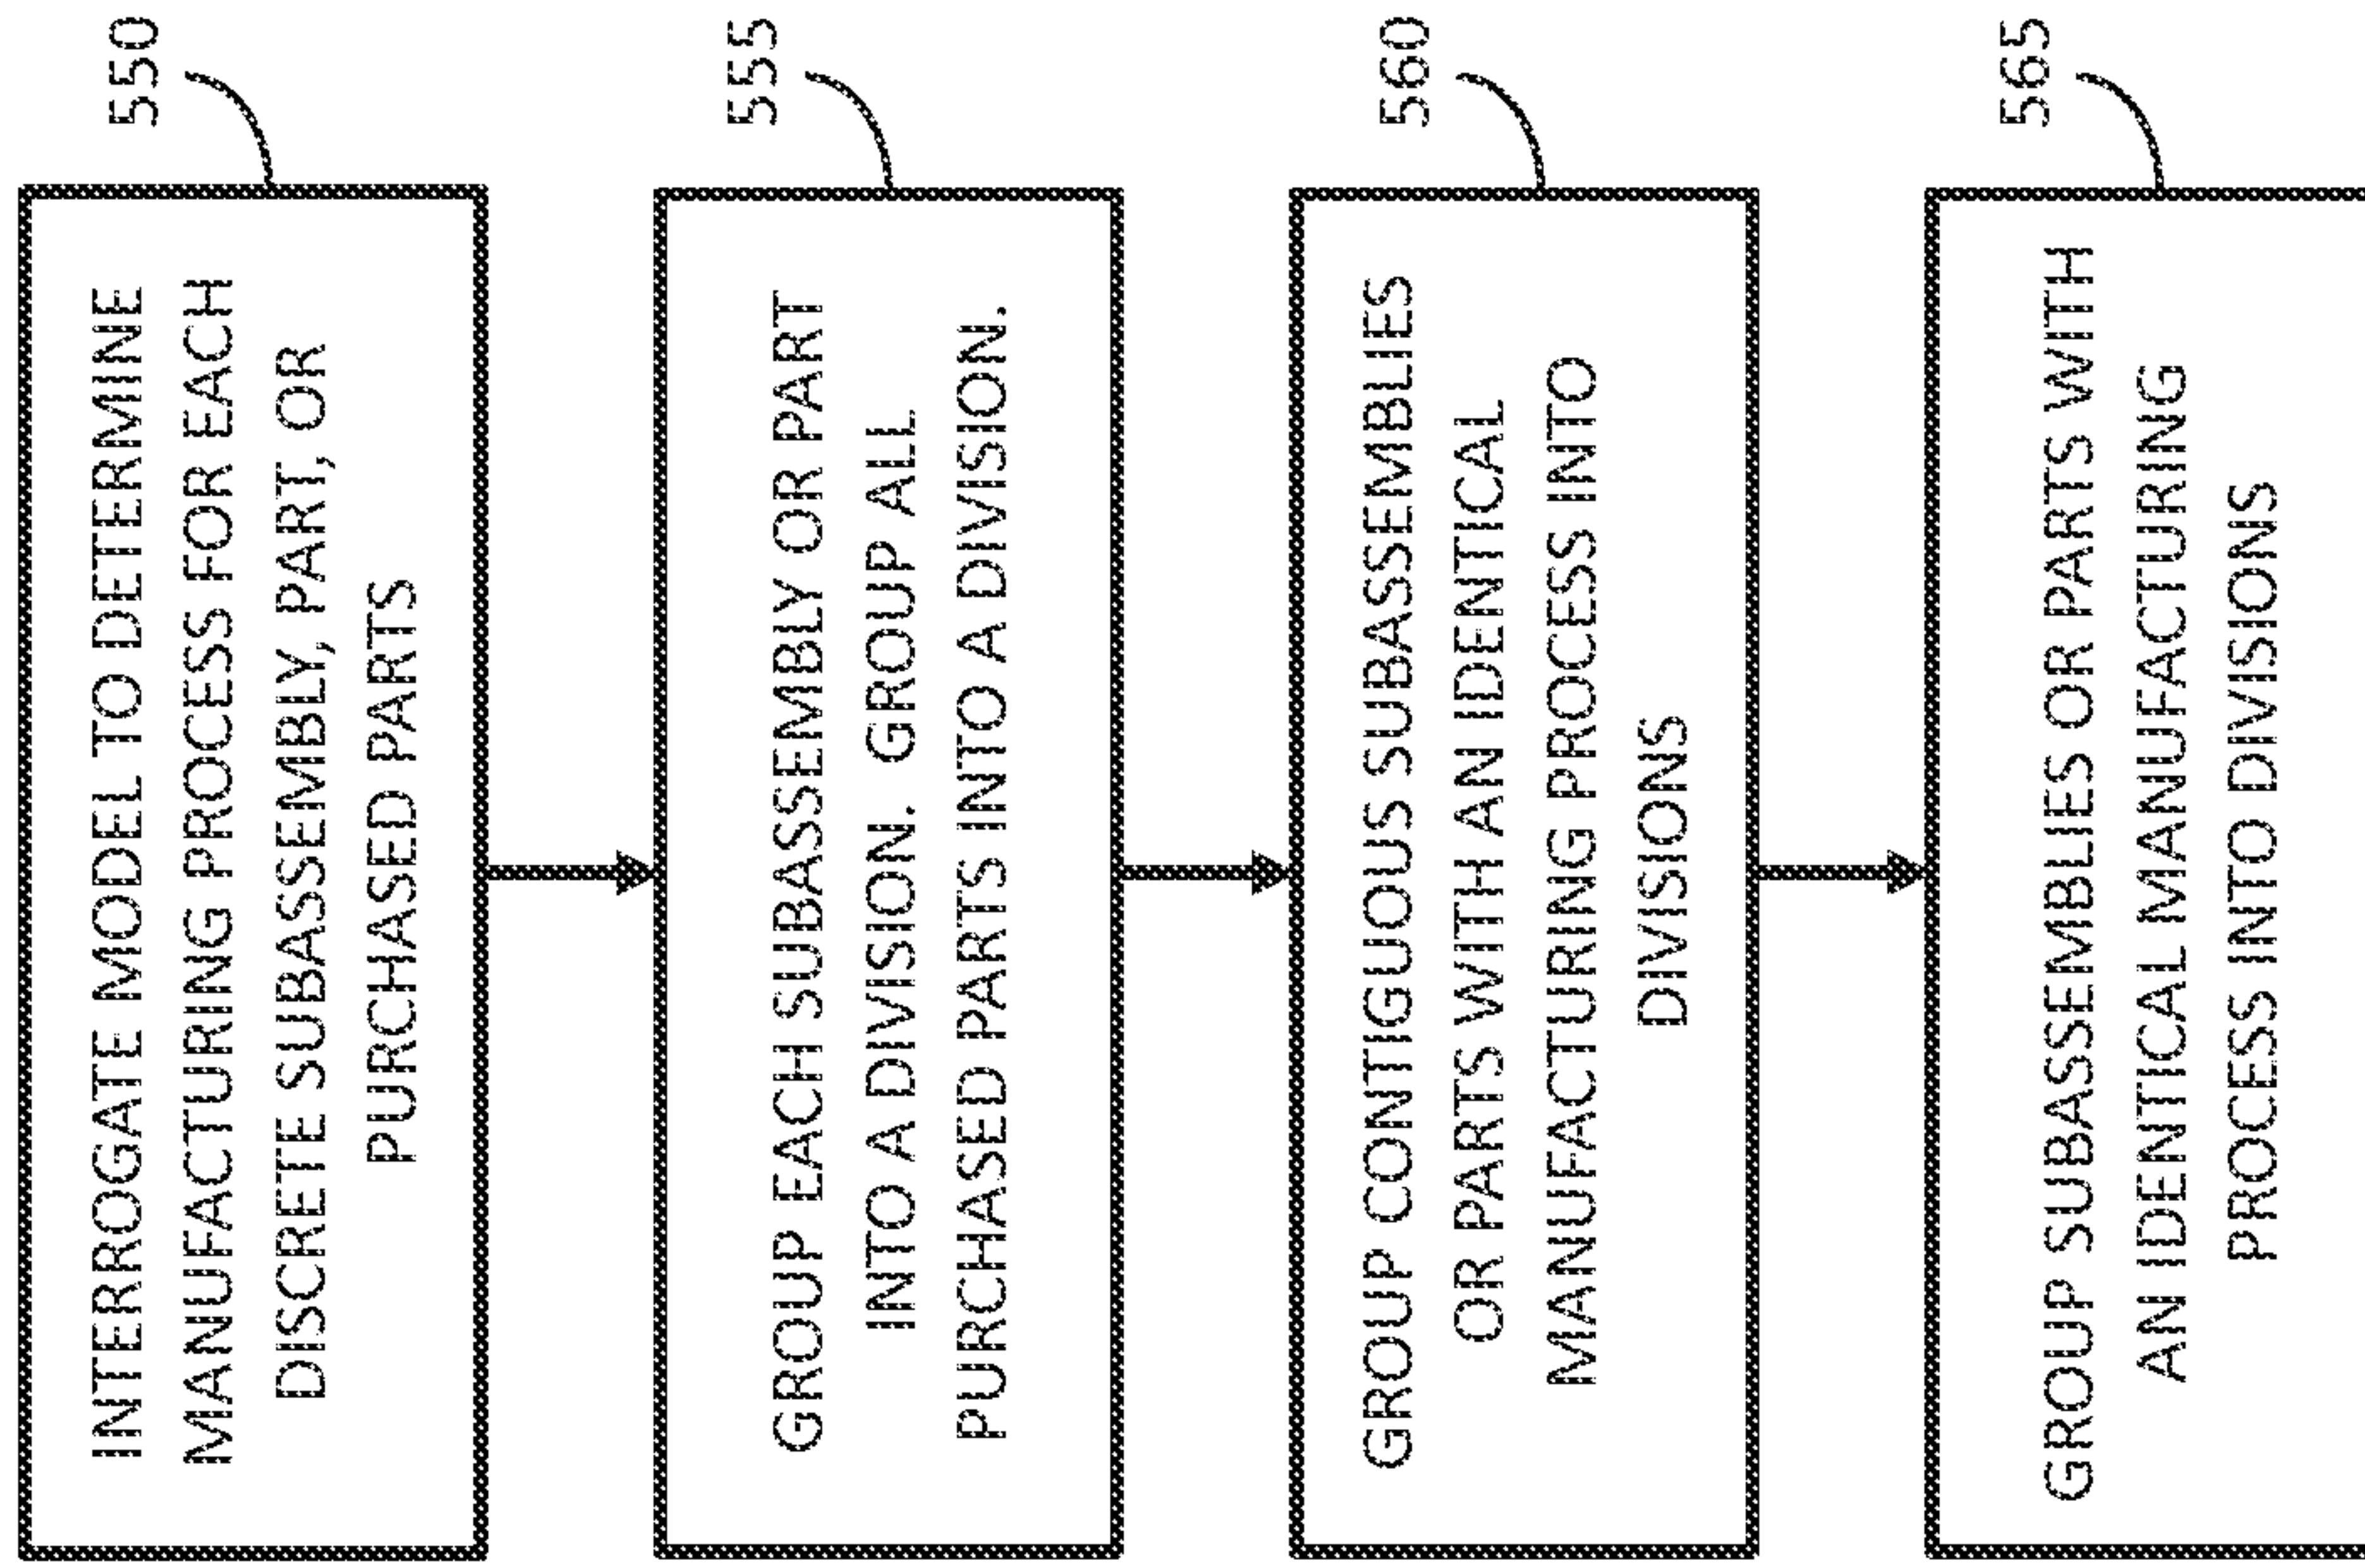 550
INTERROGATE MODEL TO DETERMINE
MANUFACTURING PROCESS FOR EACH
DISCRETE SUBASSEMBLY, PART, OR
PURCHASED PARTS
555
GROUP EACH SUBASSEMBLY OR PART
INTO A DIVISION.  GROUP ALL
PURCHASED PARTS INTO A DIVISION.
560
GROUP CONTIGUOUS SUBASSEMBLIES
OR PARTS WITH AN IDENTICAL
MANUFACTURING PROCESS INTO
DIVISIONS
565
GROUP SUBASSEMBLIES OR PARTS WITH
AN IDENTICAL MANUFACTURING
PROCESS INTO DIVISIONS